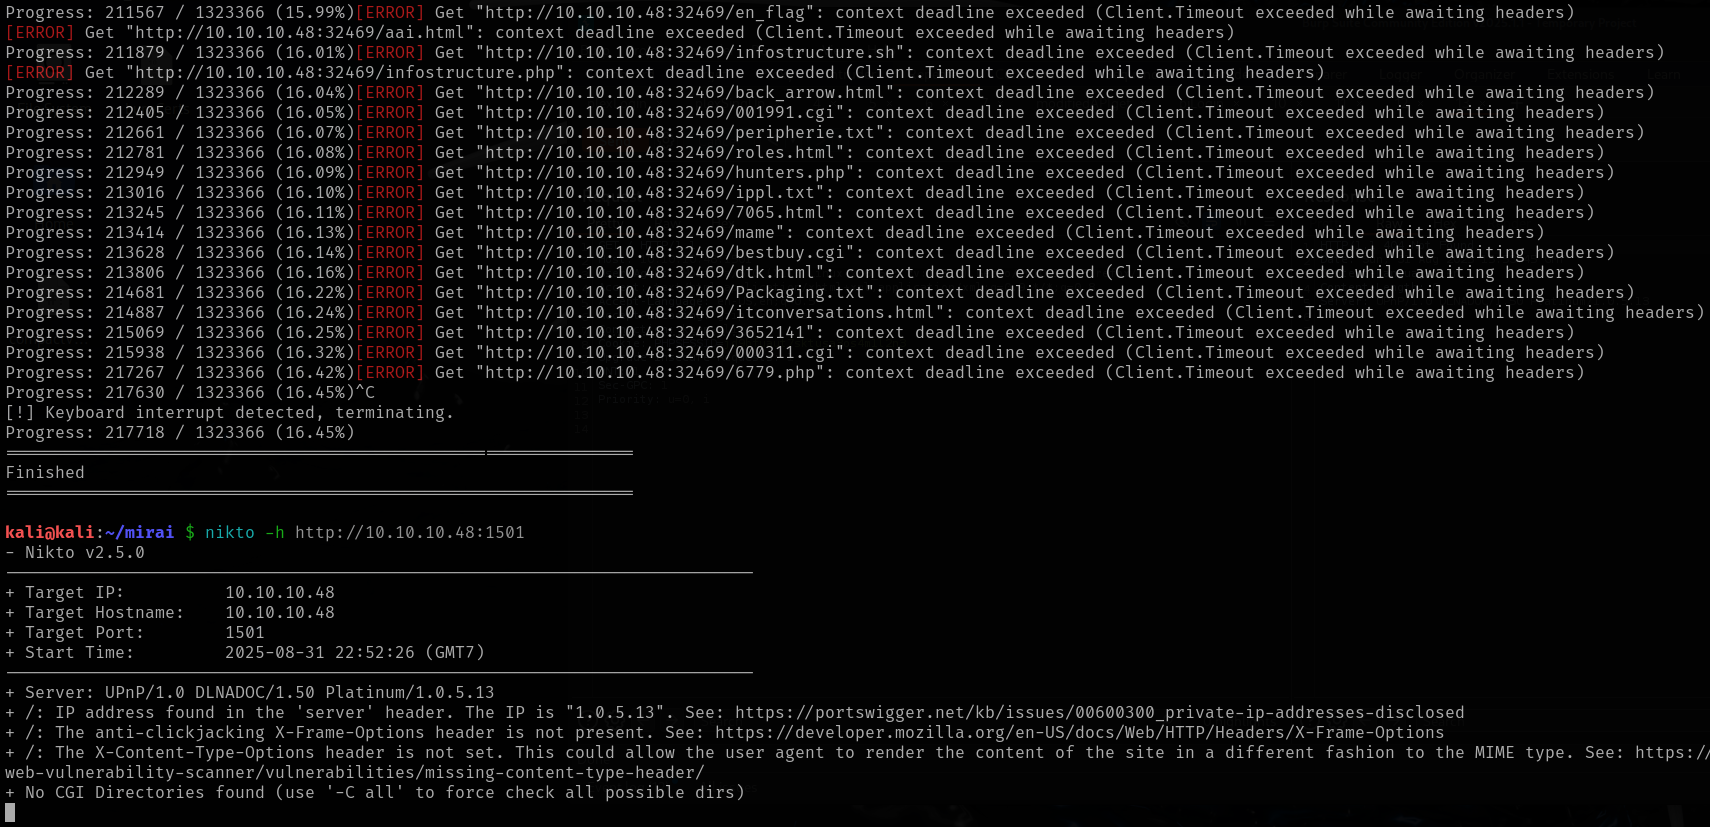 Progress: 211567 / 1323366 (15.99%)[ERROR] Get "http://10.10.10.48:32469/en_flag": context deadline exceeded (Client.Timeout exceeded while awaiting headers)
[ERROR] Get "http://10.10.10.48:32469/aai.html": context deadline exceeded (Client.Timeout exceeded while awaiting headers)
Progress: 211879 / 1323366 (16.01%)[ERROR] Get "http://10.10.10.48:32469/infostructure.sh": context deadline exceeded (Client.Timeout exceeded while awaiting headers)
[ERROR] Get "http://10.10.10.48:32469/infostructure.php": context deadline exceeded (Client.Timeout exceeded while awaiting headers)
Progress: 212289 / 1323366 (16.04%)[ERROR] Get "http://10.10.10.48:32469/back_arrow.html": context deadline exceeded (Client.Timeout exceeded while awaiting headers)
Progress: 212405 / 1323366 (16.05%)[ERROR] Get "http://10.10.10.48:32469/001991.cgi": context deadline exceeded (Client.Timeout exceeded while awaiting headers)
Progress: 212661 / 1323366 (16.07%)[ERROR] Get "http://10.10.10.48:32469/peripherie.txt": context deadline exceeded (Client.Timeout exceeded while awaiting headers)
Progress: 212781 / 1323366 (16.08%)[ERROR] Get "http://10.10.10.48:32469/roles.html": context deadline exceeded (Client.Timeout exceeded while awaiting headers)
Progress: 212949 / 1323366 (16.09%)[ERROR] Get "http://10.10.10.48:32469/hunters.php": context deadline exceeded (Client.Timeout exceeded while awaiting headers)
Progress: 213016 / 1323366 (16.10%)[ERROR] Get "http://10.10.10.48:32469/ippl.txt": context deadline exceeded (Client.Timeout exceeded while awaiting headers)
Progress: 213245 / 1323366 (16.11%)[ERROR] Get "http://10.10.10.48:32469/7065.html": context deadline exceeded (Client.Timeout exceeded while awaiting headers)
Progress: 213414 / 1323366 (16.13%)[ERROR] Get "http://10.10.10.48:32469/mame": context deadline exceeded (Client.Timeout exceeded while awaiting headers)
Progress: 213628 / 1323366 (16.14%)[ERROR] Get "http://10.10.10.48:32469/bestbuy.cgi": context deadline exceeded (Client.Timeout exceeded while awaiting headers)
Progress: 213806 / 1323366 (16.16%)[ERROR] Get "http://10.10.10.48:32469/dtk.html": context deadline exceeded (Client.Timeout exceeded while awaiting headers)
Progress: 214681 / 1323366 (16.22%)[ERROR] Get "http://10.10.10.48:32469/Packaging.txt": context deadline exceeded (Client.Timeout exceeded while awaiting headers)
Progress: 214887 / 1323366 (16.24%)[ERROR] Get "http://10.10.10.48:32469/itconversations.html": context deadline exceeded (Client.Timeout exceeded while awaiting headers)
Progress: 215069 / 1323366 (16.25%)[ERROR] Get "http://10.10.10.48:32469/3652141": context deadline exceeded (Client.Timeout exceeded while awaiting headers)
Progress: 215938 / 1323366 (16.32%)[ERROR] Get "http://10.10.10.48:32469/000311.cgi": context deadline exceeded (Client.Timeout exceeded while awaiting headers)
Progress: 217267 / 1323366 (16.42%)[ERROR] Get "http://10.10.10.48:32469/6779.php": context deadline exceeded (Client.Timeout exceeded while awaiting headers)
Progress: 217630 / 1323366 (16.45%)^C
[!] Keyboard interrupt detected, terminating.
Progress: 217718 / 1323366 (16.45%)
===============================================================
Finished
===============================================================
kali@kali:~/mirai $ nikto -h http://10.10.10.48:1501
- Nikto v2.5.0
---------------------------------------------------------------------------
+ Target IP: 10.10.10.48
+ Target Hostname: 10.10.10.48
+ Target Port: 1501
+ Start Time: 2025-08-31 22:52:26 (GMT7)
---------------------------------------------------------------------------
+ Server: UPnP/1.0 DLNADOC/1.50 Platinum/1.0.5.13
+ /: IP address found in the 'server' header. The IP is "1.0.5.13". See: https://portswigger.net/kb/issues/00600300_private-ip-addresses-disclosed
+ /: The anti-clickjacking X-Frame-Options header is not present. See: https://developer.mozilla.org/en-US/docs/Web/HTTP/Headers/X-Frame-Options
+ /: The X-Content-Type-Options header is not set. This could allow the user agent to render the content of the site in a different fashion to the MIME type. See: https:/
web-vulnerability-scanner/vulnerabilities/missing-content-type-header/
+ No CGI Directories found (use '-C all' to force check all possible dirs)